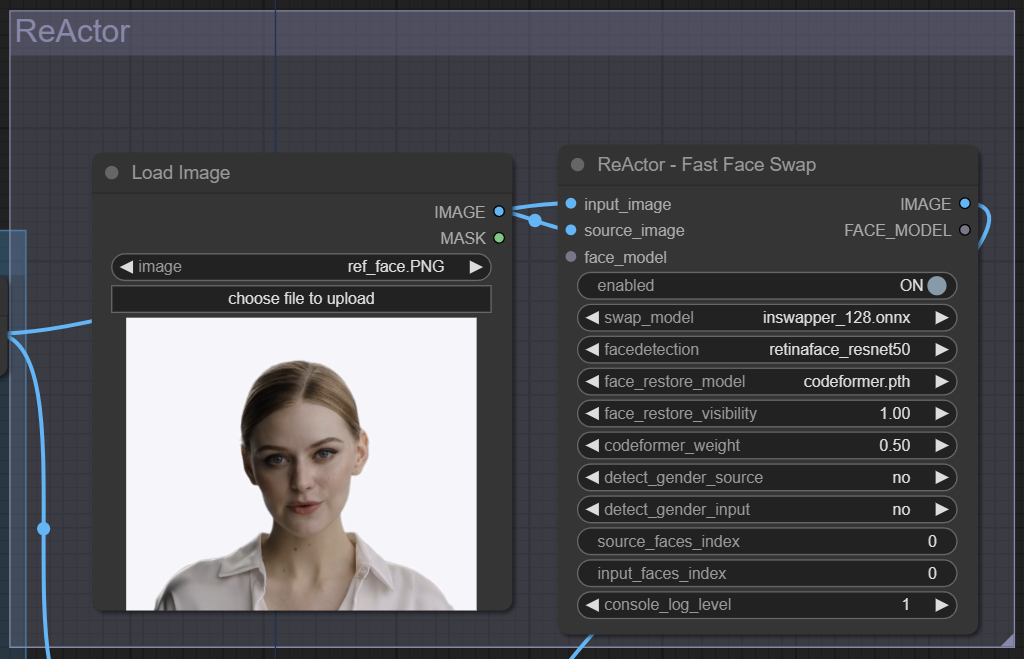 ReActor
Load Image
IMAGE
MASK
image ref_face.PNG
choose file to upload
ReActor - Fast Face Swap
input_image IMAGE
source_image FACE_MODEL
face_model
enabled ON
swap_model inswapper_128.onnx
facedetection retinaface_resnet50
face_restore_model codeformer.pth
face_restore_visibility 1.00
codeformer_weight 0.50
detect_gender_source no
detect_gender_input no
source_faces_index 0
input_faces_index 0
console_log_level 1